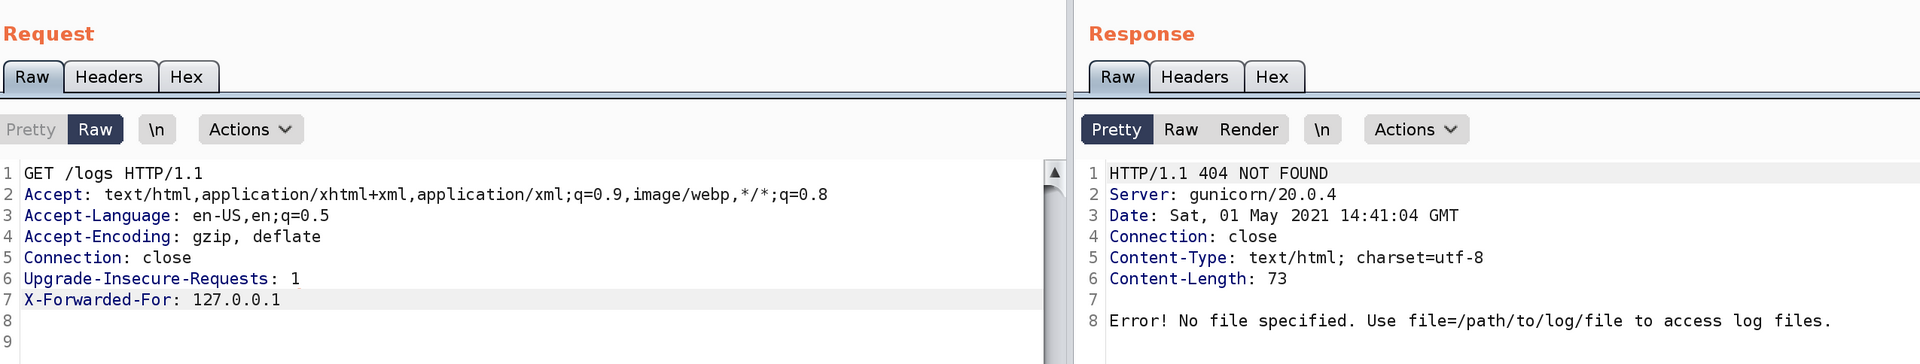 Request
Raw Headers Hex
Pretty Raw \n Actions
1 GET /logs HTTP/1.1
2 Accept: text/html,application/xhtml+xml,application/xml;q=0.9,image/webp,*/*;q=0.8
3 Accept-Language: en-US,en;q=0.5
4 Accept-Encoding: gzip, deflate
5 Connection: close
6 Upgrade-Insecure-Requests: 1
7 X-Forwarded-For: 127.0.0.1
8
9
Response
Raw Headers Hex
Pretty Raw Render \n Actions
1 HTTP/1.1 404 NOT FOUND
2 Server: gunicorn/20.0.4
3 Date: Sat, 01 May 2021 14:41:04 GMT
4 Connection: close
5 Content-Type: text/html; charset=utf-8
6 Content-Length: 73
7
8 Error! No file specified. Use file=/path/to/log/file to access log files.